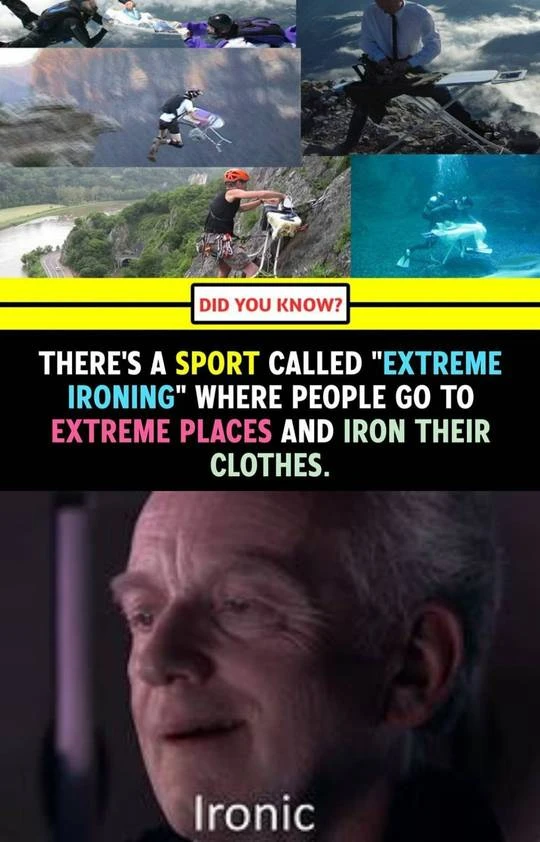 DID YOU KNOW?
THERE'S A SPORT CALLED "EXTREME
IRONING" WHERE PEOPLE GO TO
EXTREME PLACES AND IRON THEIR
CLOTHES.
Ironic